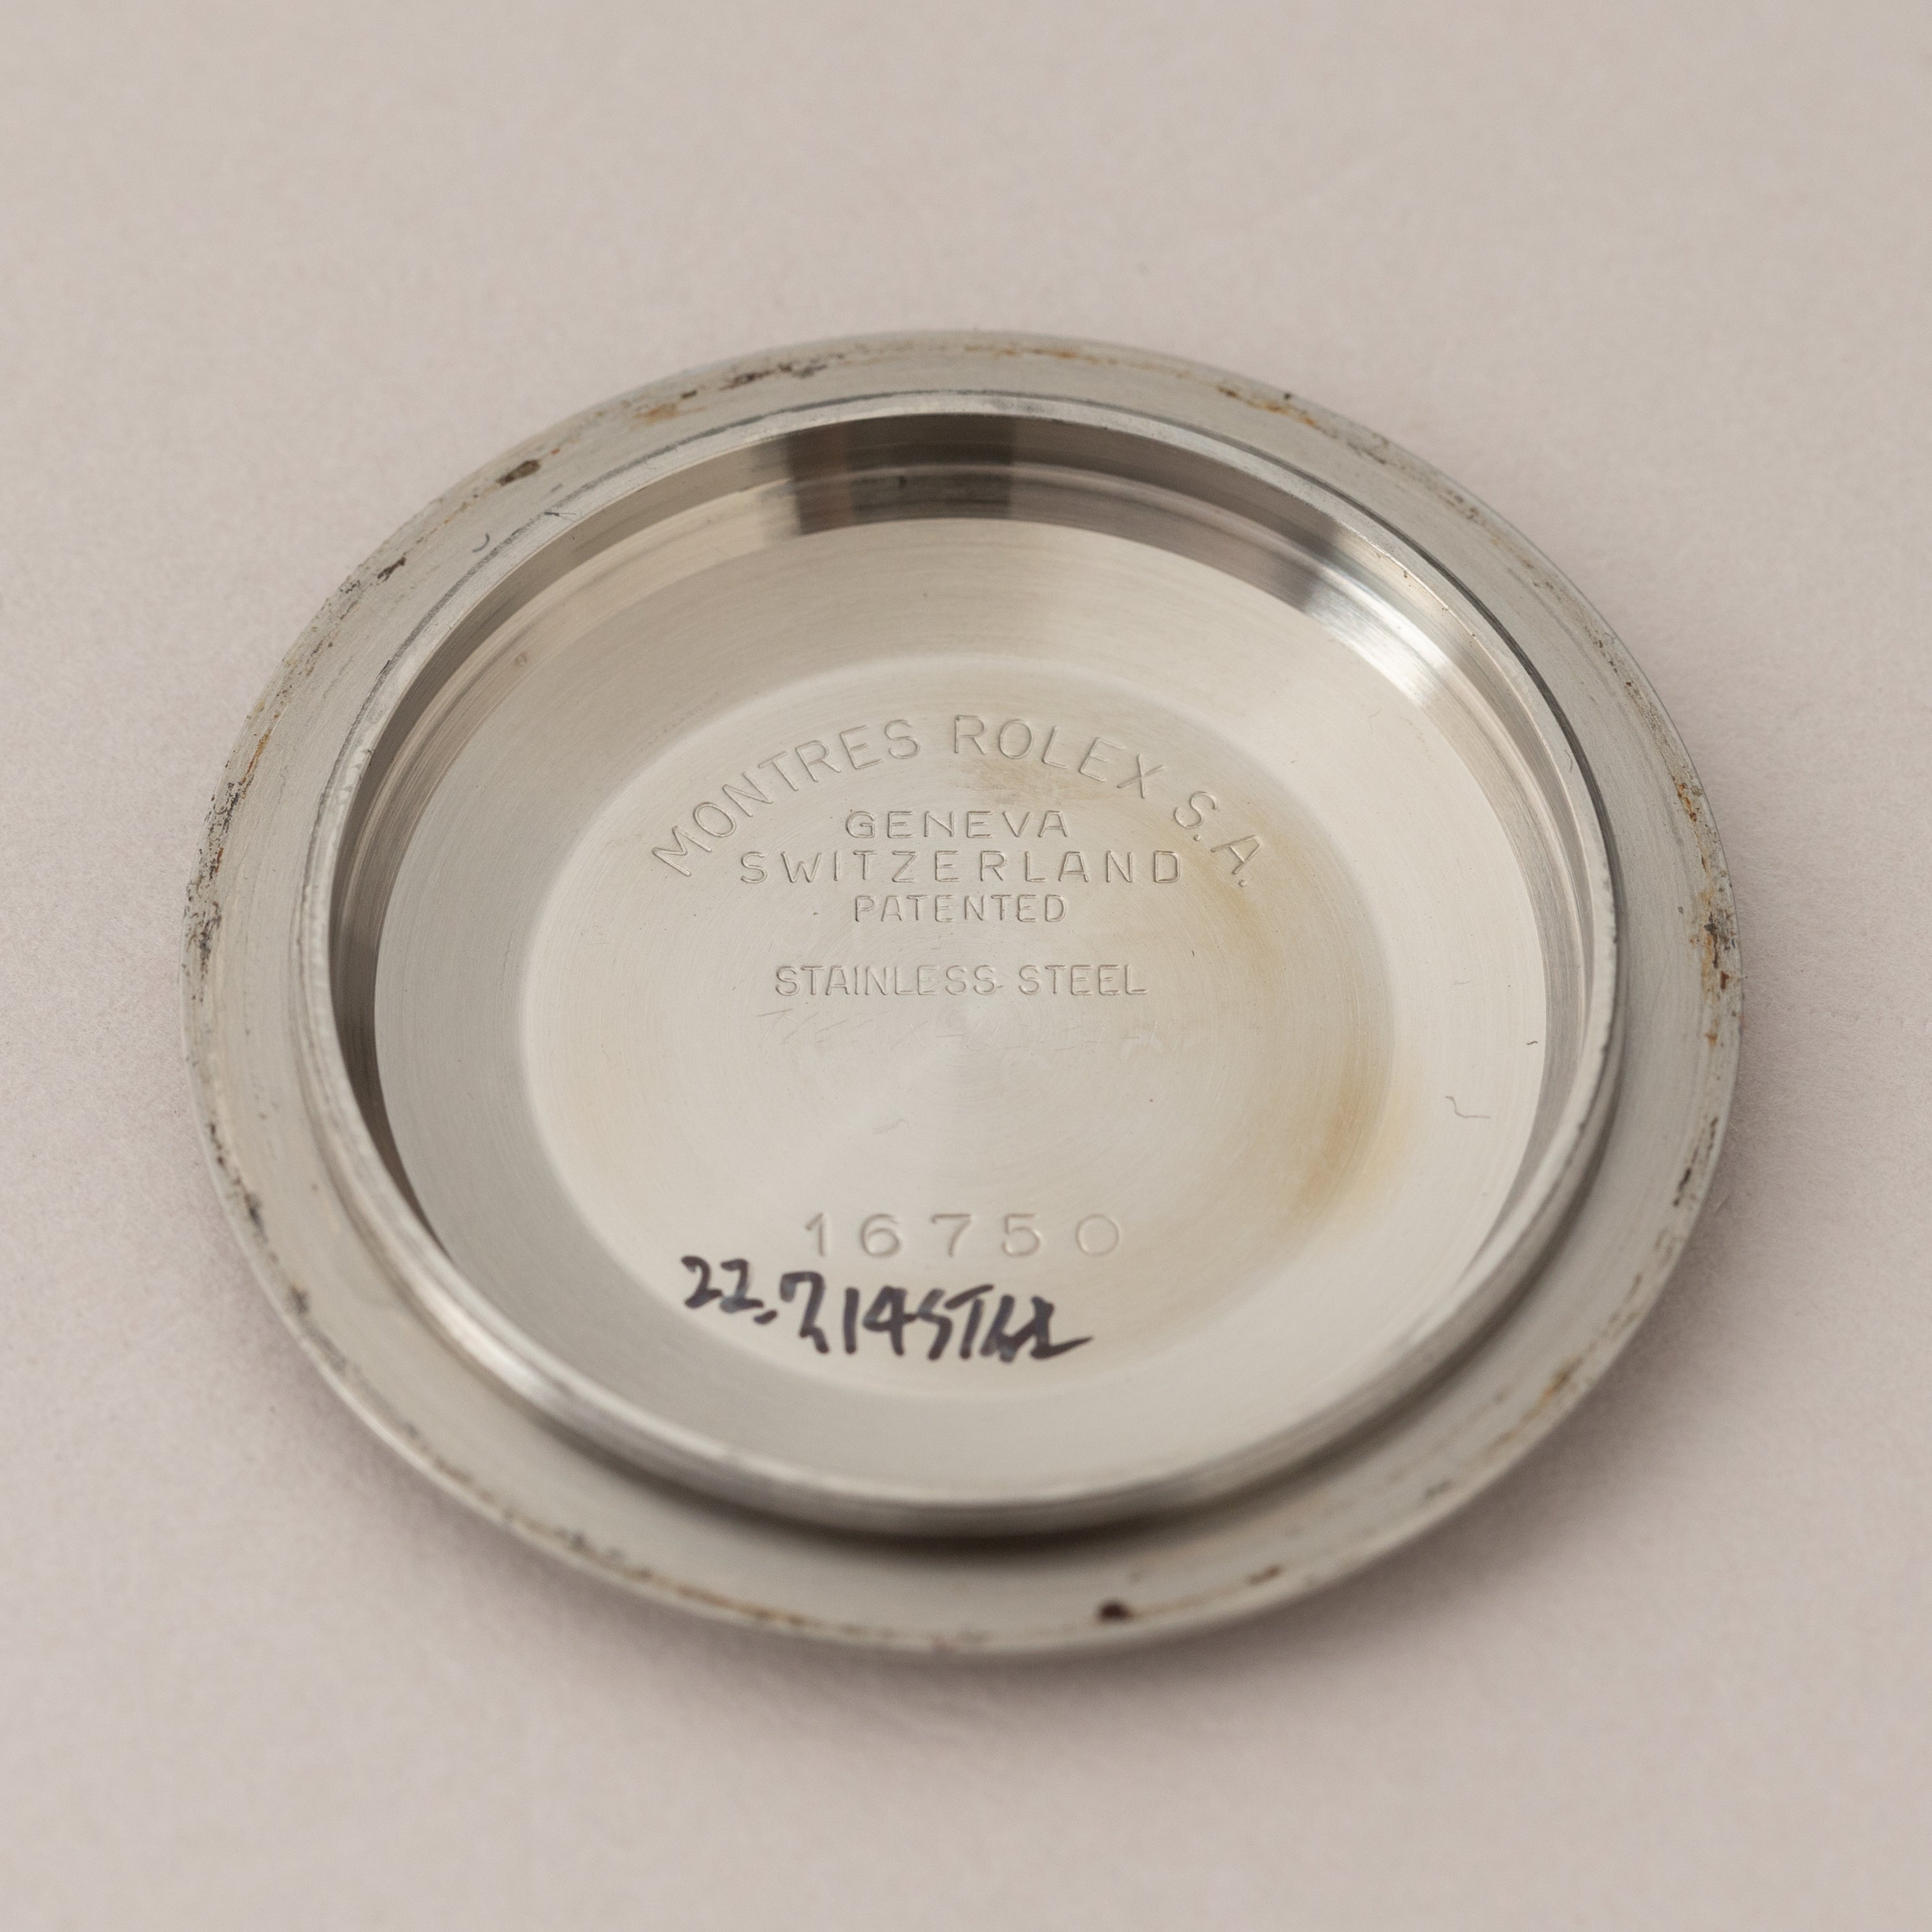 MONTRES ROLEX S.A.
GENEVA
SWITZERLAND
PATENTED
STAINLESS STEEL
16750